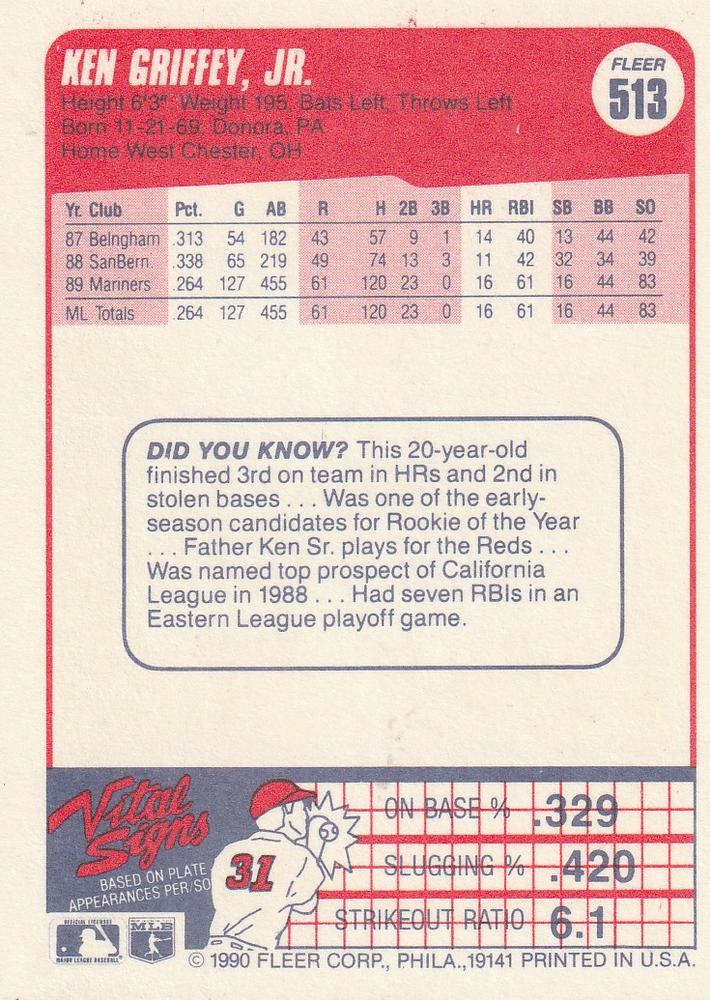 KEN GRIFFEY, JR.
FLEER
513
Height 6'3" Weight 195, Bats Left, Throws Left
Born 11-21-69, Donora, PA
Home West Chester, OH
Yr. Club Pct. G AB R H 2B 3B HR RBI SB BB SO
87 Belngham .313 54 182 43 57 9 1 14 40 13 44 42
88 SanBern. .338 65 219 49 74 13 3 11 42 32 34 39
89 Mariners .264 127 455 61 120 23 0 16 61 16 44 83
ML Totals .264 127 455 61 120 23 0 16 61 16 44 83
DID YOU KNOW? This 20-year-old
finished 3rd on team in HRs and 2nd in
stolen bases . . . Was one of the early-
season candidates for Rookie of the Year
. . . Father Ken Sr. plays for the Reds . . .
Was named top prospect of California
League in 1988 . . . Had seven RBIs in an
Eastern League playoff game.
Vital
Signs
BASED ON PLATE
APPEARANCES PER/SO
31
ON BASE % .329
SLUGGING % .420
STRIKEOUT RATIO 6.1
OFFICIAL LICENSEE
MAJOR LEAGUE BASEBALL
MLB
© 1990 FLEER CORP., PHILA.,19141 PRINTED IN U.S.A.